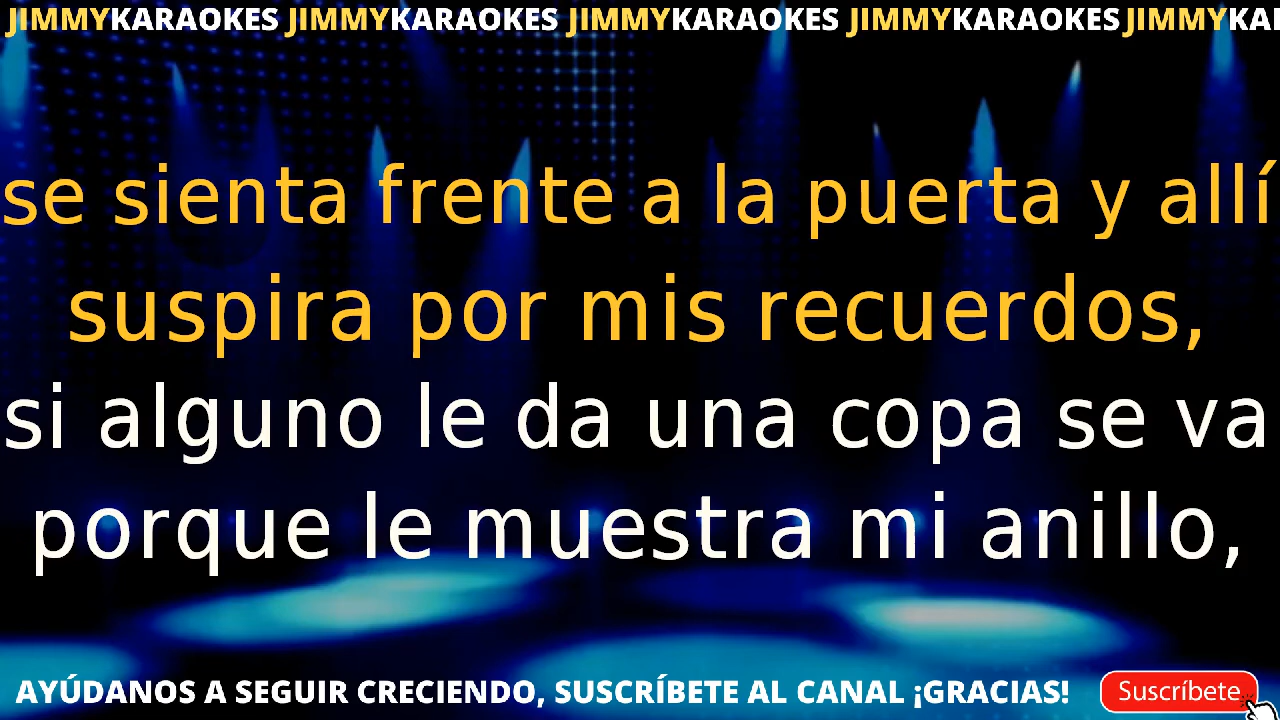 JIMMYKARAOKES JIMMYKARAOKES JIMMYKARAOKES JIMMYKARAOKES JIMMYKA
se sienta frente a la puerta y allí
suspira por mis recuerdos,
si alguno le da una copa se va
porque le muestra mi anillo,
AYÚDANOS A SEGUIR CRECIENDO, SUSCRÍBETE AL CANAL ¡GRACIAS! Suscríbete